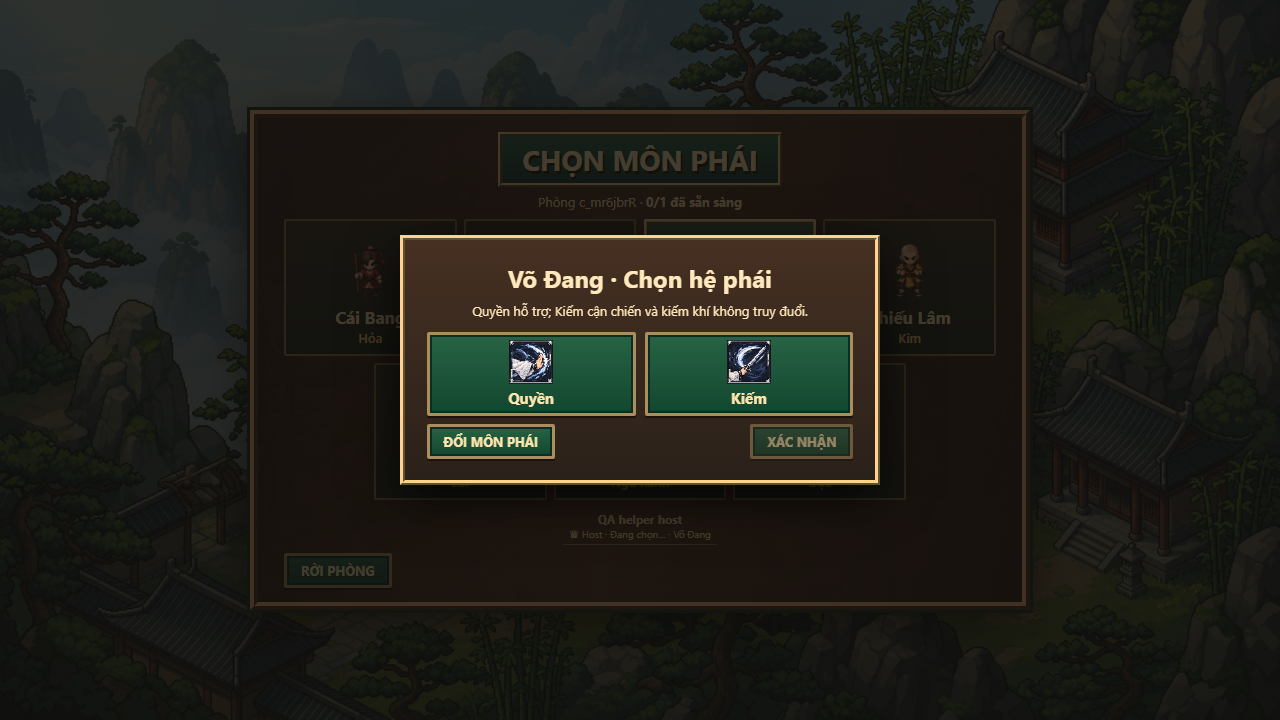 CHỌN MÔN PHÁI
Phòng c_mr6jbrR · 0/1 đã sẵn sàng
Võ Đang · Chọn hệ phái
Quyền hỗ trợ; Kiếm cận chiến và kiếm khí không truy đuổi.
Cái Bang
hiếu Lâm
Hỏa
Kim
Quyền
Kiếm
ĐỔI MÔN PHÁI
XÁC NHẬN
QA helper host
Host · Đang chọn... · Võ Đang
RỜI PHÒNG